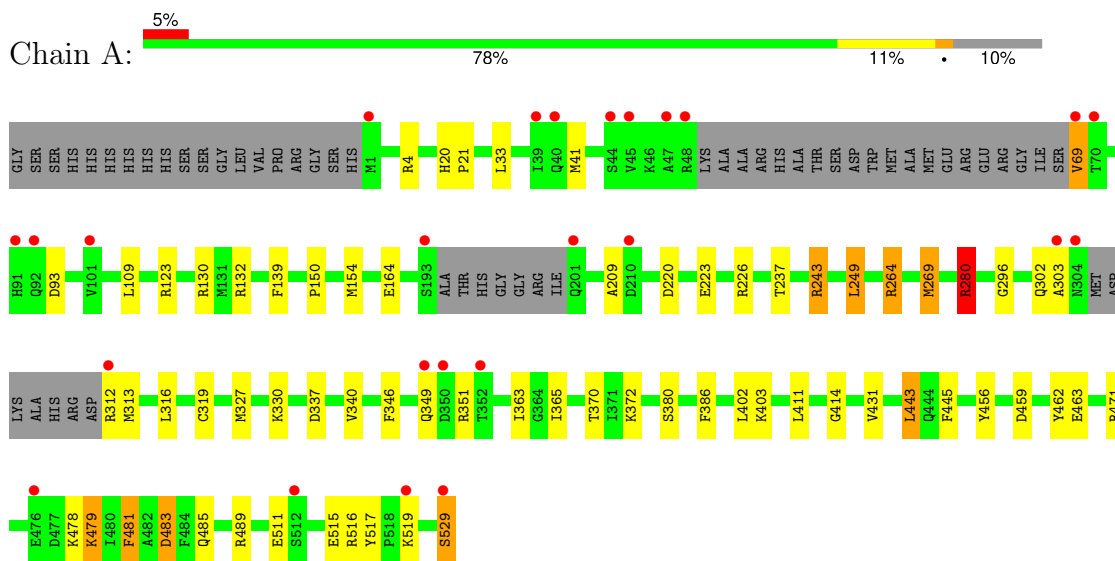 5%
Chain A:
78% 11% • 10%
GLY SER SER HIS HIS HIS HIS HIS HIS HIS HIS SER SER GLY LEU VAL PRO ARG GLY SER HIS M1 R4 H20 P21 L33 I39 Q40 M41 S44 V45 K46 A47 R48 LYS ALA ALA ARG HIS ALA THR SER ASP TRP MET ALA MET MET GLU ARG GLU ARG GLY ILE SER V69 T70
H91 Q92 D93 V101 L109 R123 R130 M131 R132 F139 P150 M154 E164 S193 ALA THR HIS GLY GLY ARG ILE Q201 A209 D210 D220 E223 R226 T237 R243 L249 R264 M269 R280 G296 Q302 A303 N304 MET ASP
LYS ALA HIS ARG ASP R312 M313 L316 C319 M327 K330 D337 V340 F346 Q349 D350 R351 T352 I363 G364 I365 T370 I371 K372 S380 F386 L402 K403 L411 G414 V431 L443 Q444 F445 Y456 D459 Y462 E463
E476 D477 K478 K479 I480 F481 A482 D483 F484 Q485 R489 E511 S512 E515 R516 Y517 P518 K519 S529